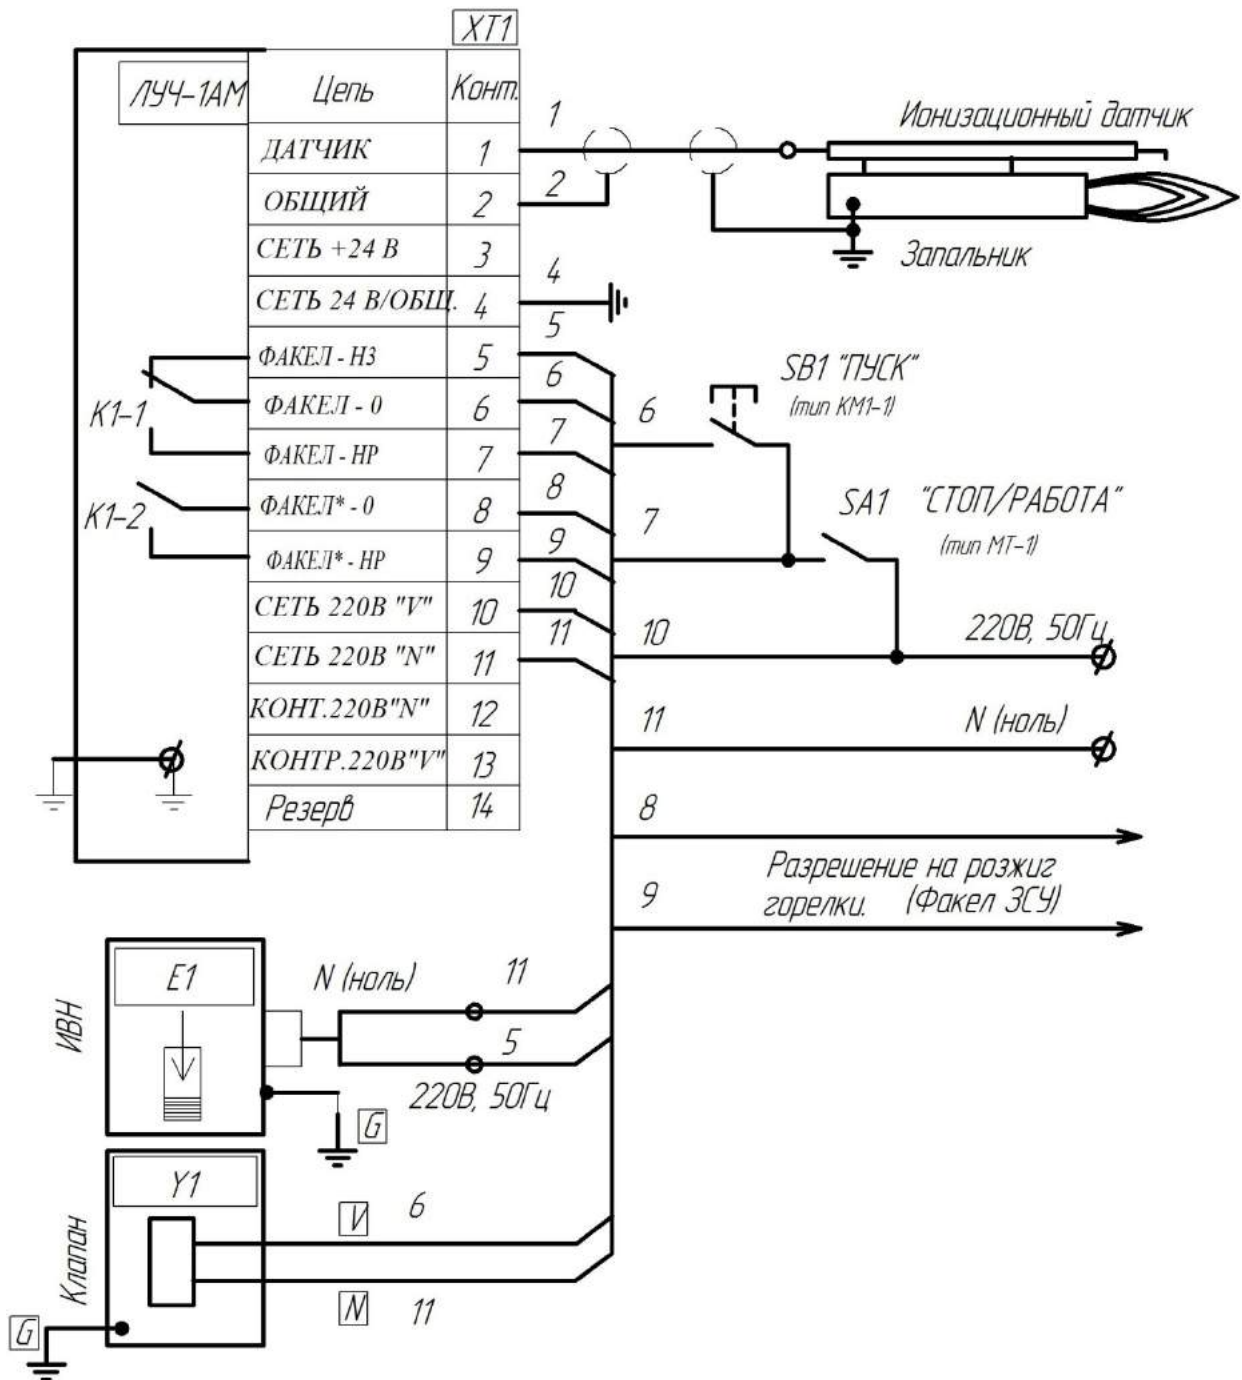 XT1
ЛУЧ-1АМ
Цепь
Конт.
ДАТЧИК 1
ОБЩИЙ 2
СЕТЬ +24 В 3
СЕТЬ 24 В/ОБЩ. 4
ФАКЕЛ - НЗ 5
ФАКЕЛ - 0 6
ФАКЕЛ - НР 7
ФАКЕЛ* - 0 8
ФАКЕЛ* - НР 9
СЕТЬ 220В "V" 10
СЕТЬ 220В "N" 11
КОНТ.220В"N" 12
КОНТР.220В"V" 13
Резерв 14
К1-1
К1-2
1
2
4
5
6
7
8
9
10
11
Ионизационный датчик
Запальник
6
SB1 "ПУСК"
(тип КМ1-1)
7
SA1 "СТОП/РАБОТА"
(тип МТ-1)
10
220В, 50Гц
11
N (ноль)
8
Разрешение на розжиг
горелки. (Факел ЗСУ)
9
ИВН
E1
N (ноль)
11
5
220В, 50Гц
G
Клапан
Y1
V
6
N
11
G